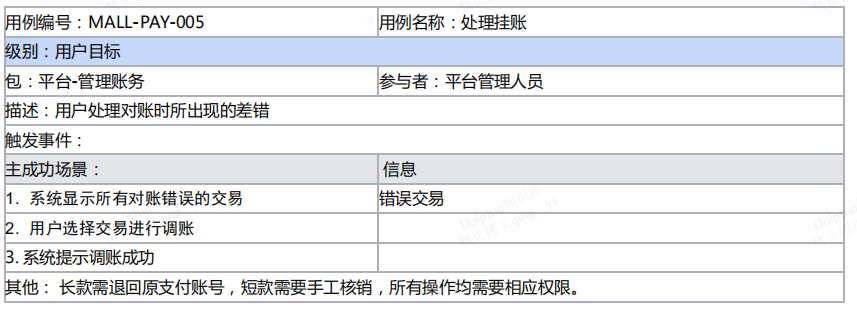 用例编号：MALL-PAY-005 用例名称：处理挂账
级别：用户目标
包：平台-管理账务 参与者：平台管理人员
描述：用户处理对账时所出现的差错
触发事件：
主成功场景： 信息
1. 系统显示所有对账错误的交易 错误交易
2. 用户选择交易进行调账
3. 系统提示调账成功
其他： 长款需退回原支付账号，短款需要手工核销，所有操作均需要相应权限。